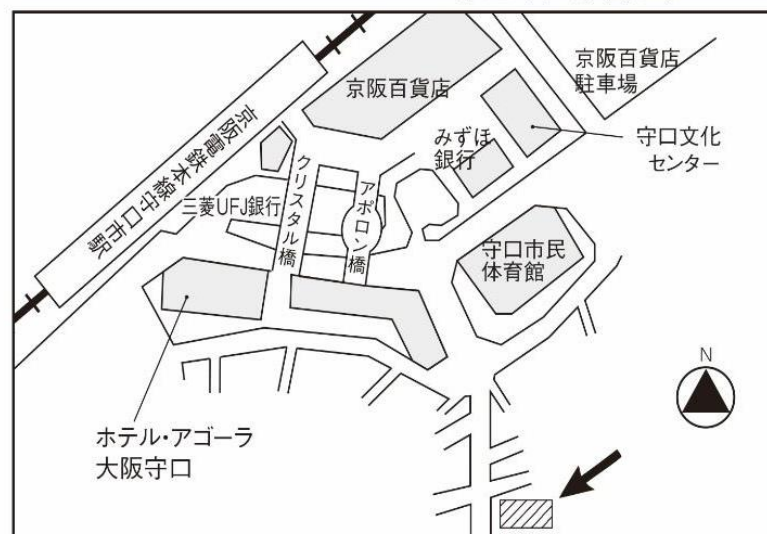 京阪百貨店
京阪百貨店
駐車場
みずほ
銀行
守口文化
センター
京阪電鉄本線守口市駅
クリスタル橋
アポロン橋
三菱UFJ銀行
守口市民
体育館
N
ホテル・アゴーラ
大阪守口